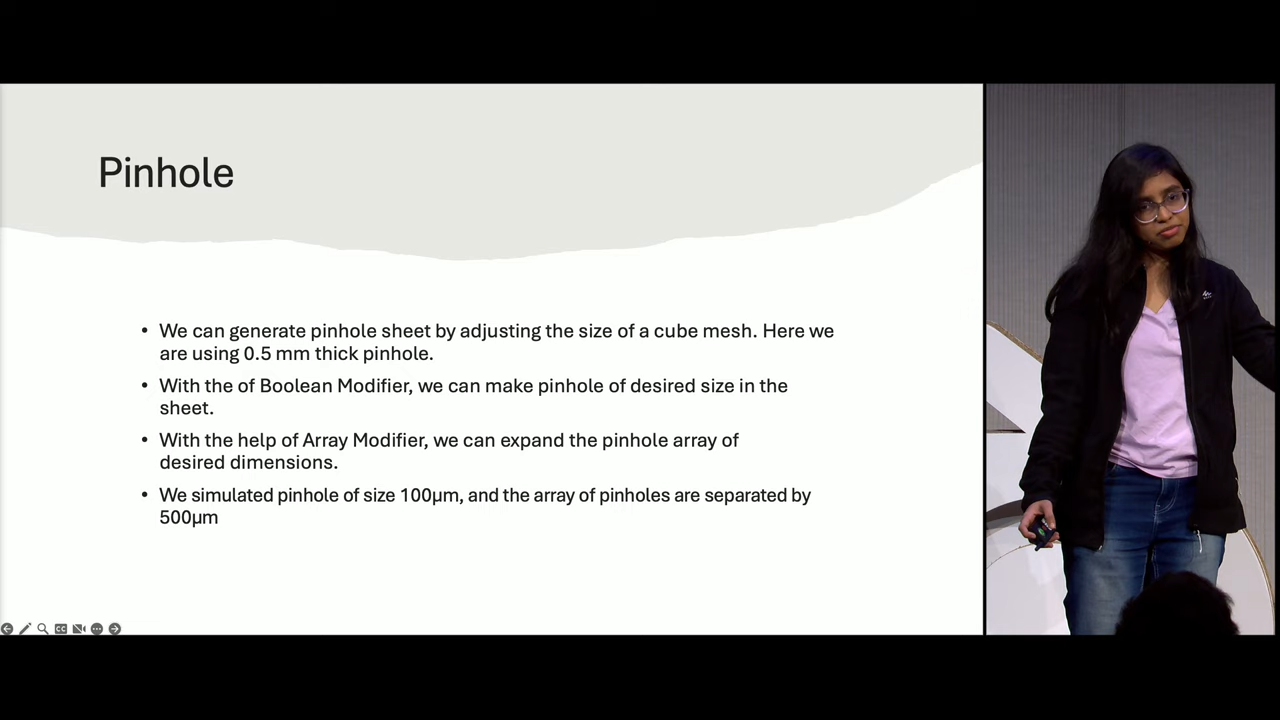 Pinhole
• We can generate pinhole sheet by adjusting the size of a cube mesh. Here we
are using 0.5 mm thick pinhole.
• With the of Boolean Modifier, we can make pinhole of desired size in the
sheet.
• With the help of Array Modifier, we can expand the pinhole array of
desired dimensions.
• We simulated pinhole of size 100µm, and the array of pinholes are separated by
500µm